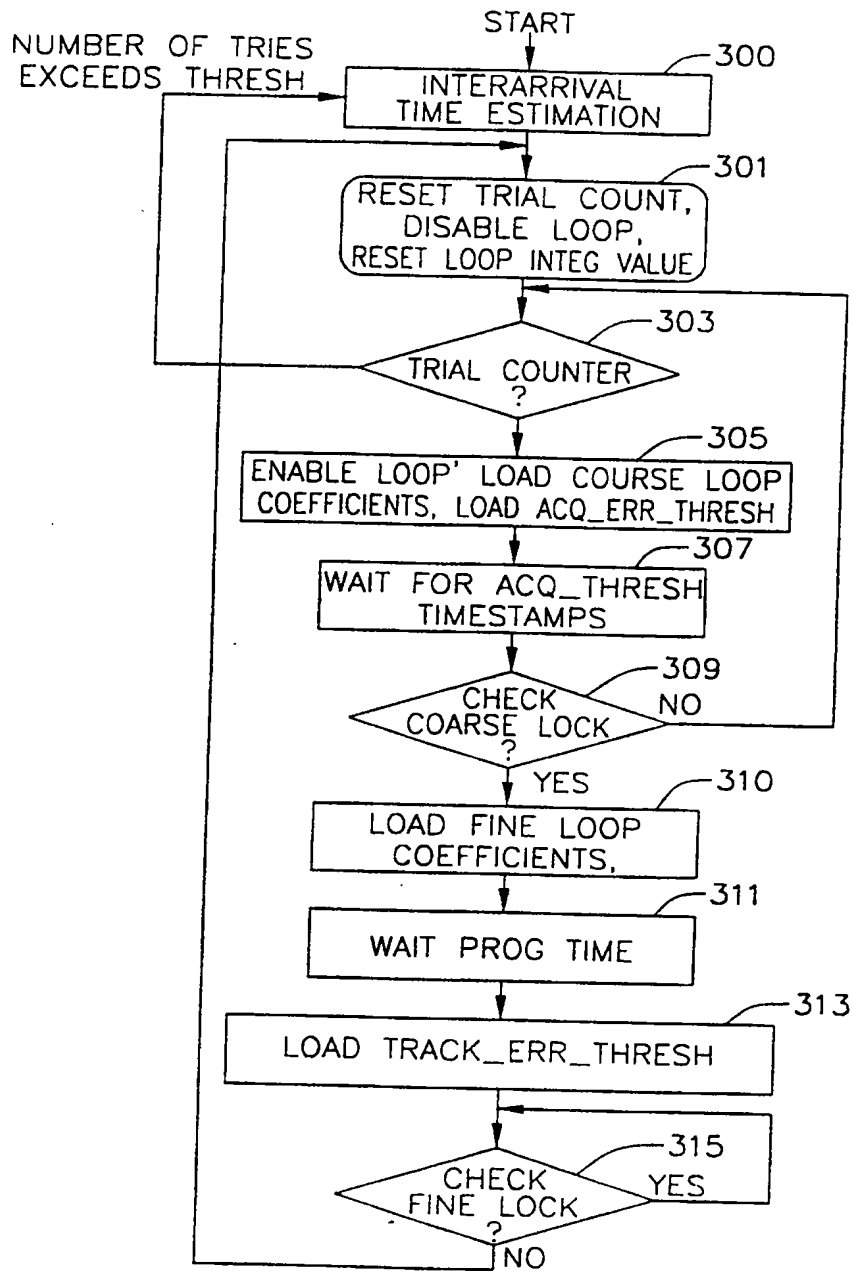 START
NUMBER OF TRIES
EXCEEDS THRESH
300
INTERARRIVAL
TIME ESTIMATION
301
RESET TRIAL COUNT,
DISABLE LOOP,
RESET LOOP INTEG VALUE
303
TRIAL COUNTER
?
305
ENABLE LOOP' LOAD COURSE LOOP
COEFFICIENTS, LOAD ACQ_ERR_THRESH
307
WAIT FOR ACQ_THRESH
TIMESTAMPS
309
CHECK
COARSE LOCK
?
NO
YES
310
LOAD FINE LOOP
COEFFICIENTS,
311
WAIT PROG TIME
313
LOAD TRACK_ERR_THRESH
315
CHECK
FINE LOCK
?
YES
NO